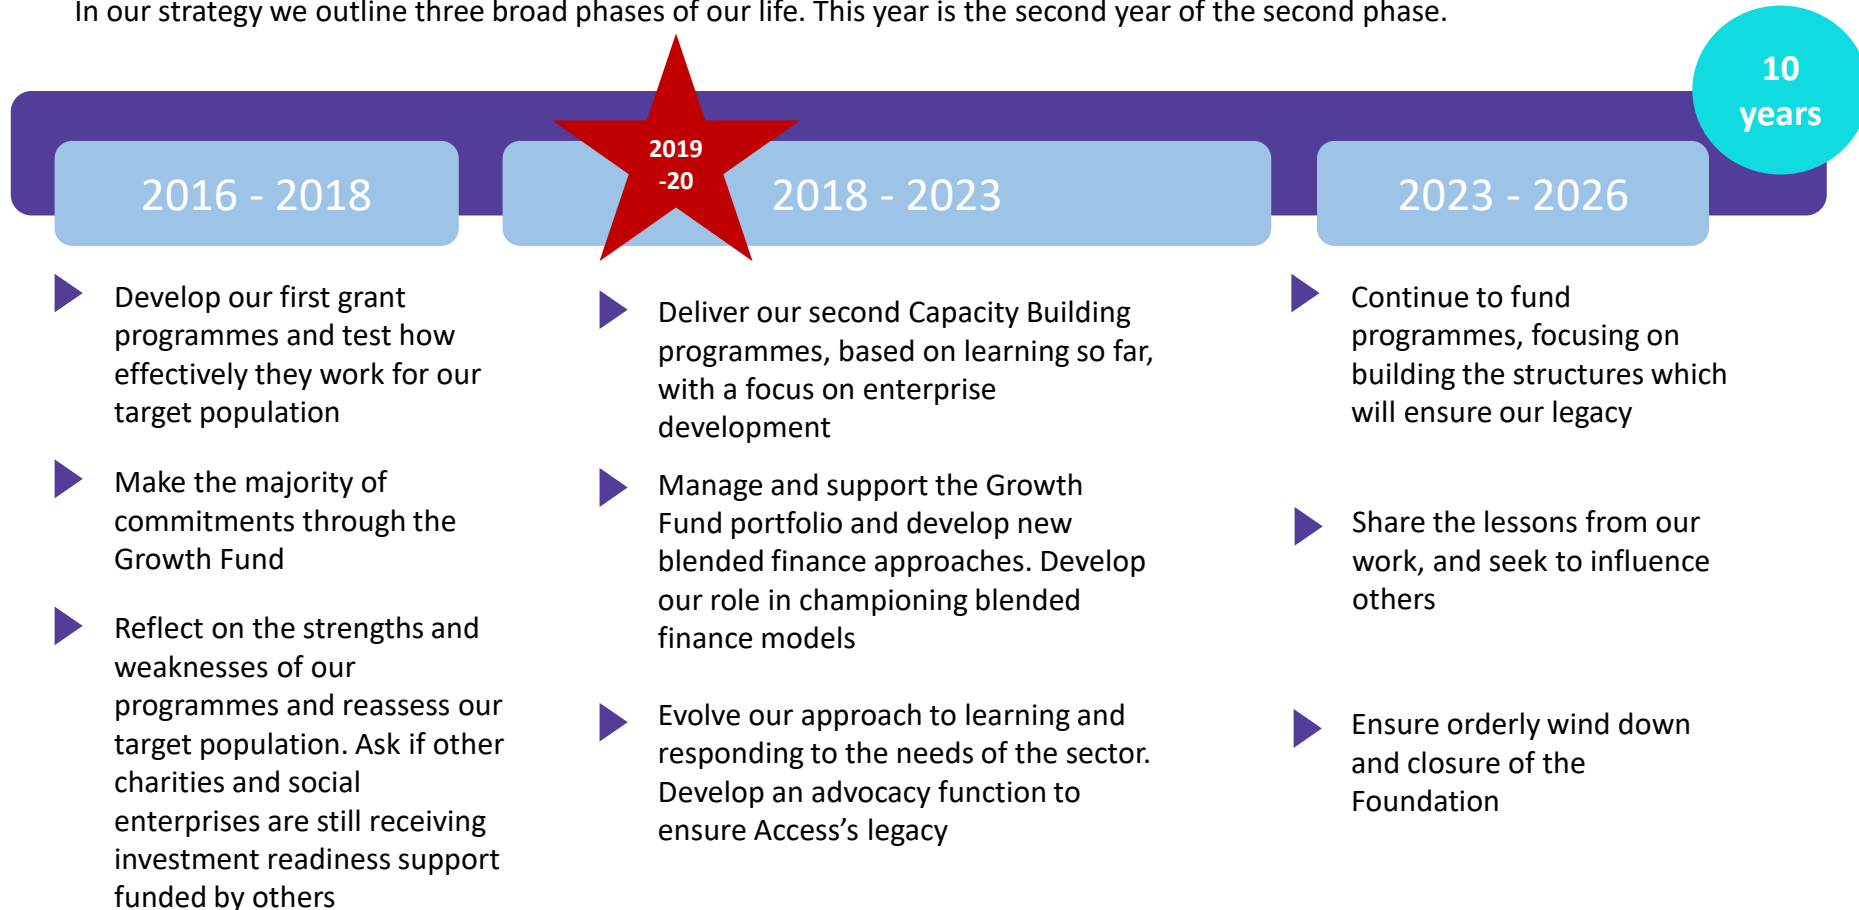 In our strategy we outline three broad phases of our life. This year is the second year of the second phase.
10
years
2019
-20
2016 - 2018
2018 - 2023
2023 - 2026
Develop our first grant
programmes and test how
effectively they work for our
target population
Make the majority of
commitments through the
Growth Fund
Reflect on the strengths and
weaknesses of our
programmes and reassess our
target population. Ask if other
charities and social
enterprises are still receiving
investment readiness support
funded by others
Deliver our second Capacity Building
programmes, based on learning so far,
with a focus on enterprise
development
Manage and support the Growth
Fund portfolio and develop new
blended finance approaches. Develop
our role in championing blended
finance models
Evolve our approach to learning and
responding to the needs of the sector.
Develop an advocacy function to
ensure Access’s legacy
Continue to fund
programmes, focusing on
building the structures which
will ensure our legacy
Share the lessons from our
work, and seek to influence
others
Ensure orderly wind down
and closure of the
Foundation